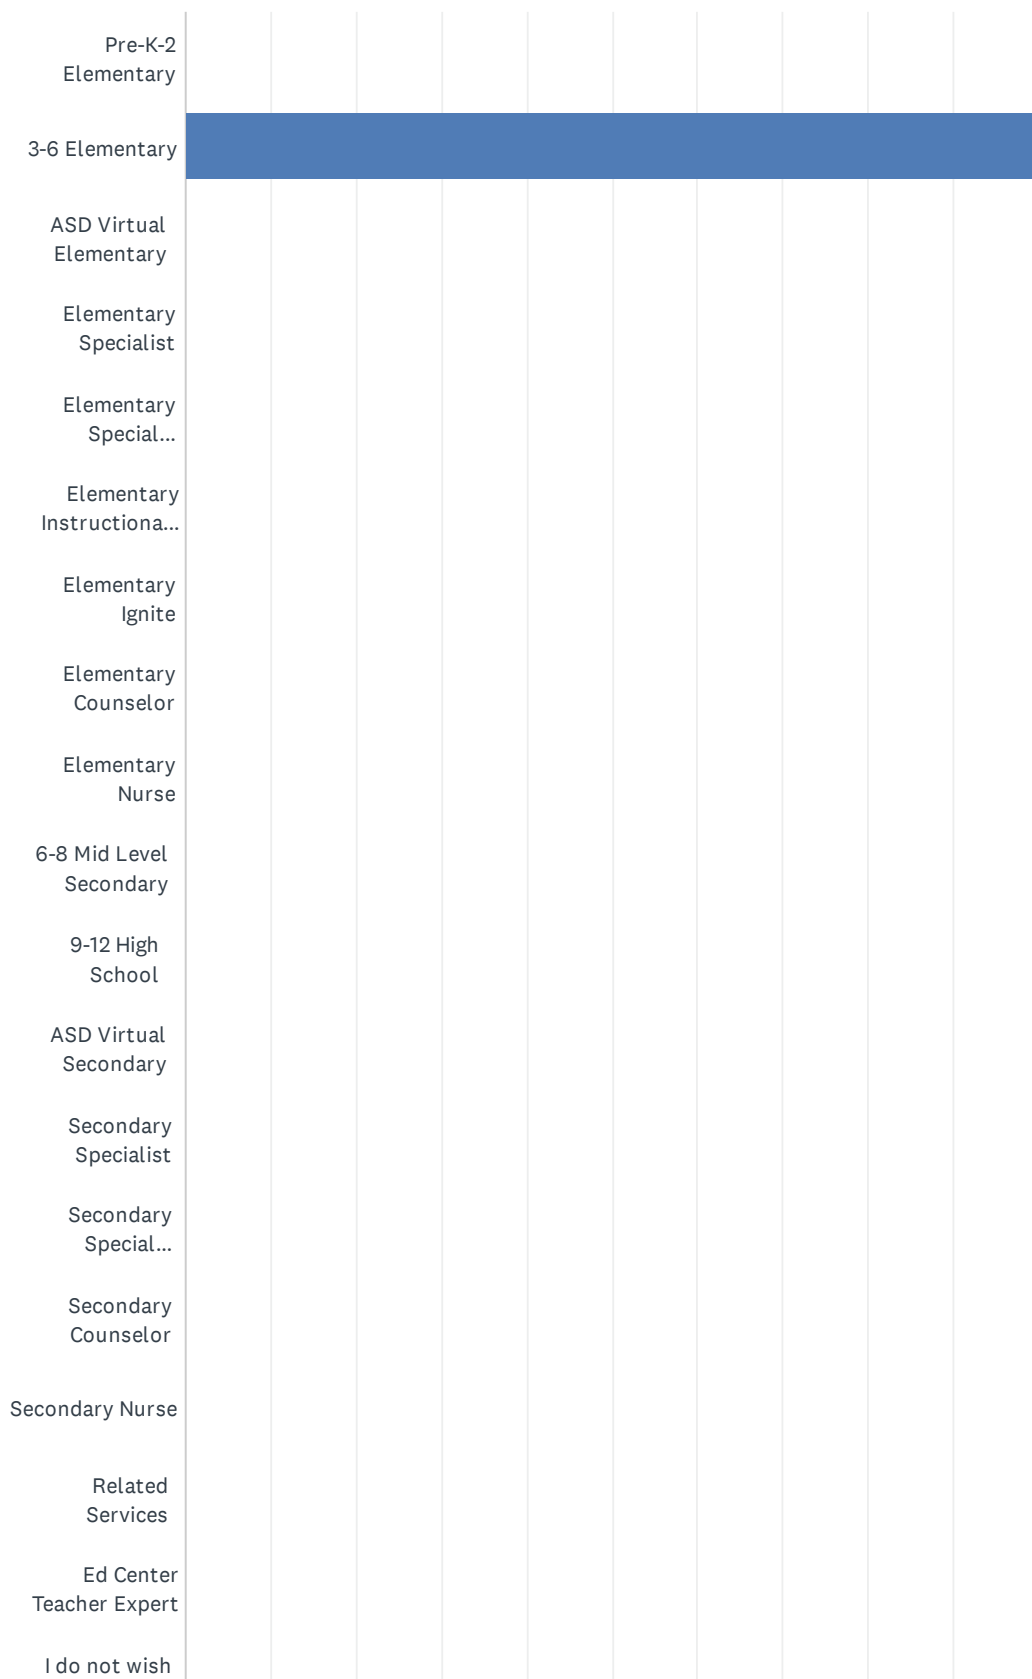 Pre-K-2
Elementary
3-6 Elementary
ASD Virtual
Elementary
Elementary
Specialist
Elementary
Special...
Elementary
Instructiona...
Elementary
Ignite
Elementary
Counselor
Elementary
Nurse
6-8 Mid Level
Secondary
9-12 High
School
ASD Virtual
Secondary
Secondary
Specialist
Secondary
Special...
Secondary
Counselor
Secondary Nurse
Related
Services
Ed Center
Teacher Expert
I do not wish